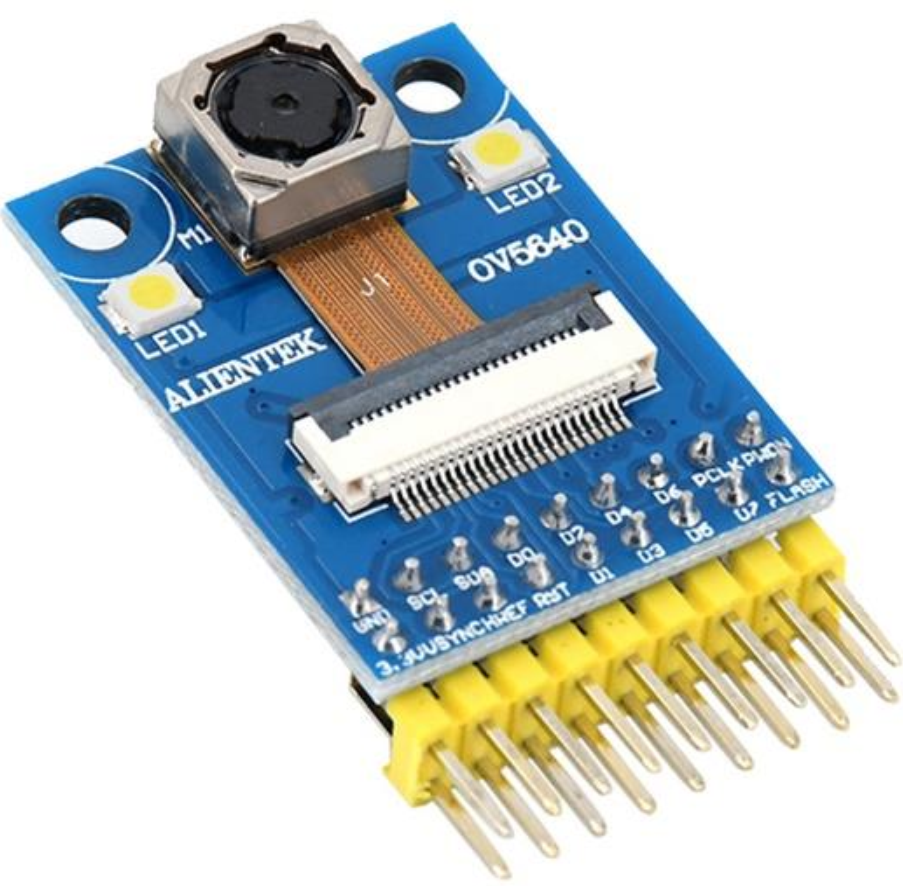 M1
LED2
OV5640
J1
LED1
ALIENTEK
GND SCL SDA D0 D2 D4 D6 PCLK PWDN
3.3V VSYNC HREF RST D1 D3 D5 D7 FLASH